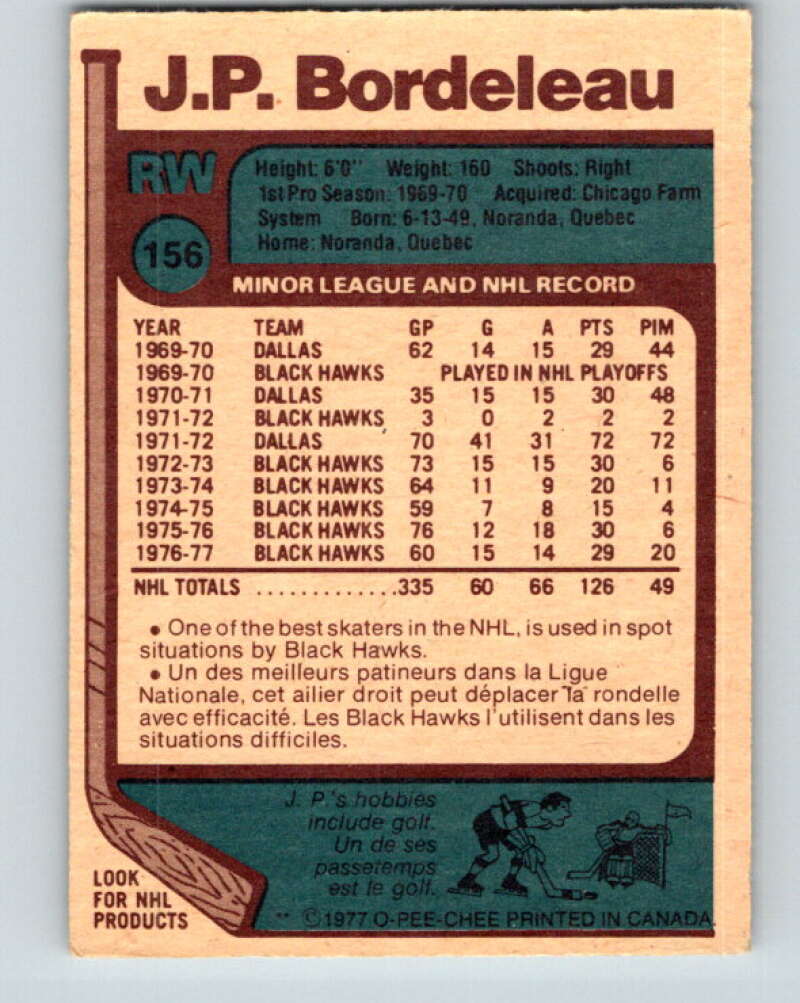 J.P. Bordeleau
RW
156
Height: 6'0" Weight: 160 Shoots: Right
1st Pro Season: 1969-70 Acquired: Chicago Farm
System Born: 6-13-49, Noranda, Quebec
Home: Noranda, Quebec
MINOR LEAGUE AND NHL RECORD
YEAR TEAM GP G A PTS PIM
1969-70 DALLAS 62 14 15 29 44
1969-70 BLACK HAWKS PLAYED IN NHL PLAYOFFS
1970-71 DALLAS 35 15 15 30 48
1971-72 BLACK HAWKS 3 0 2 2 2
1971-72 DALLAS 70 41 31 72 72
1972-73 BLACK HAWKS 73 15 15 30 6
1973-74 BLACK HAWKS 64 11 9 20 11
1974-75 BLACK HAWKS 59 7 8 15 4
1975-76 BLACK HAWKS 76 12 18 30 6
1976-77 BLACK HAWKS 60 15 14 29 20
NHL TOTALS .............335 60 66 126 49
• One of the best skaters in the NHL, is used in spot
situations by Black Hawks.
• Un des meilleurs patineurs dans la Ligue
Nationale, cet ailier droit peut déplacer la rondelle
avec efficacité. Les Black Hawks l'utilisent dans les
situations difficiles.
J. P.'s hobbies
include golf.
Un de ses
passetemps
est le golf.
LOOK
FOR NHL
PRODUCTS
** ©1977 O-PEE-CHEE PRINTED IN CANADA